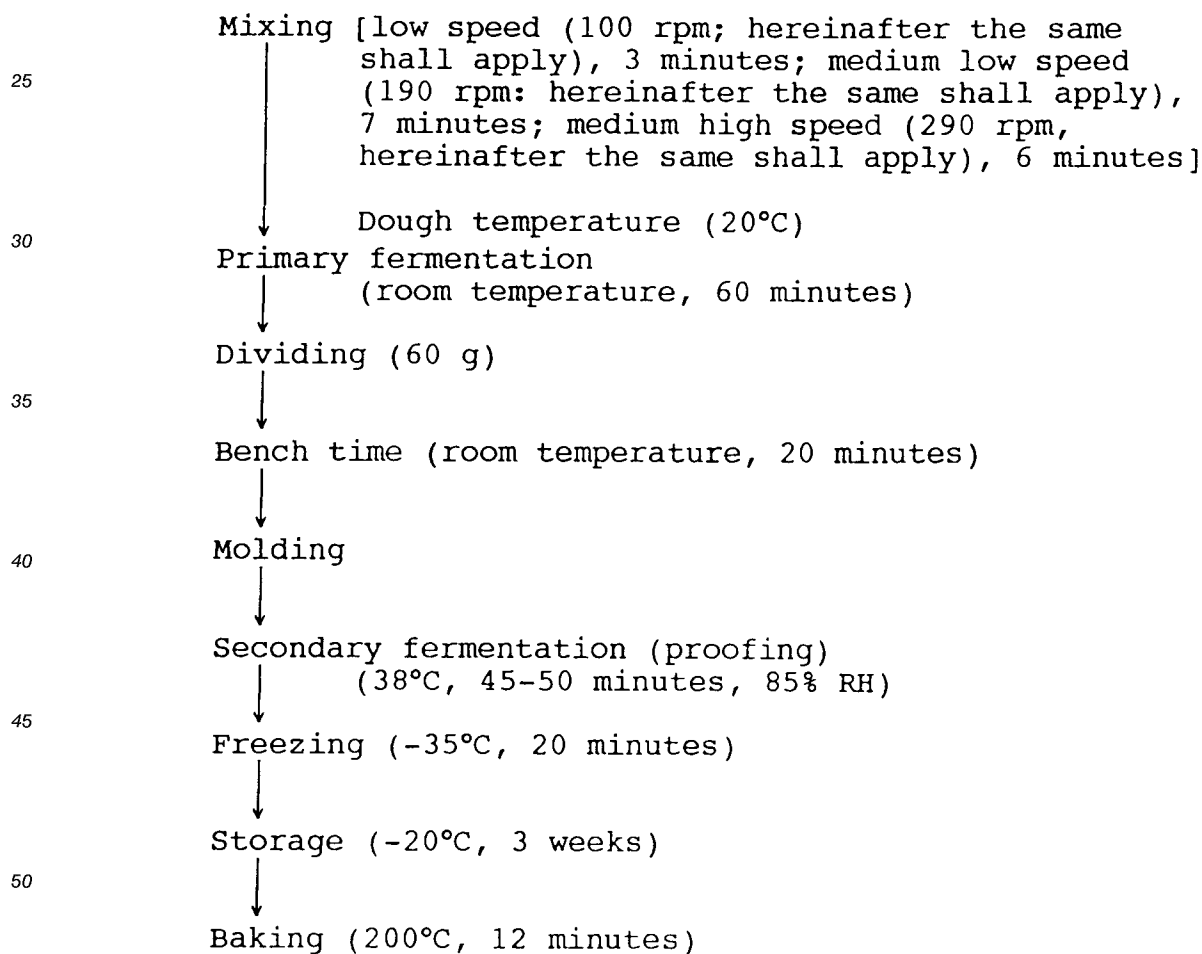 Mixing [low speed (100 rpm; hereinafter the same
shall apply), 3 minutes; medium low speed
25
(190 rpm: hereinafter the same shall apply),
7 minutes; medium high speed (290 rpm,
hereinafter the same shall apply), 6 minutes]
Dough temperature (20°C)
30
Primary fermentation
(room temperature, 60 minutes)
Dividing (60 g)
35
Bench time (room temperature, 20 minutes)
Molding
40
Secondary fermentation (proofing)
(38°C, 45-50 minutes, 85% RH)
45
Freezing (-35°C, 20 minutes)
Storage (-20°C, 3 weeks)
50
Baking (200°C, 12 minutes)